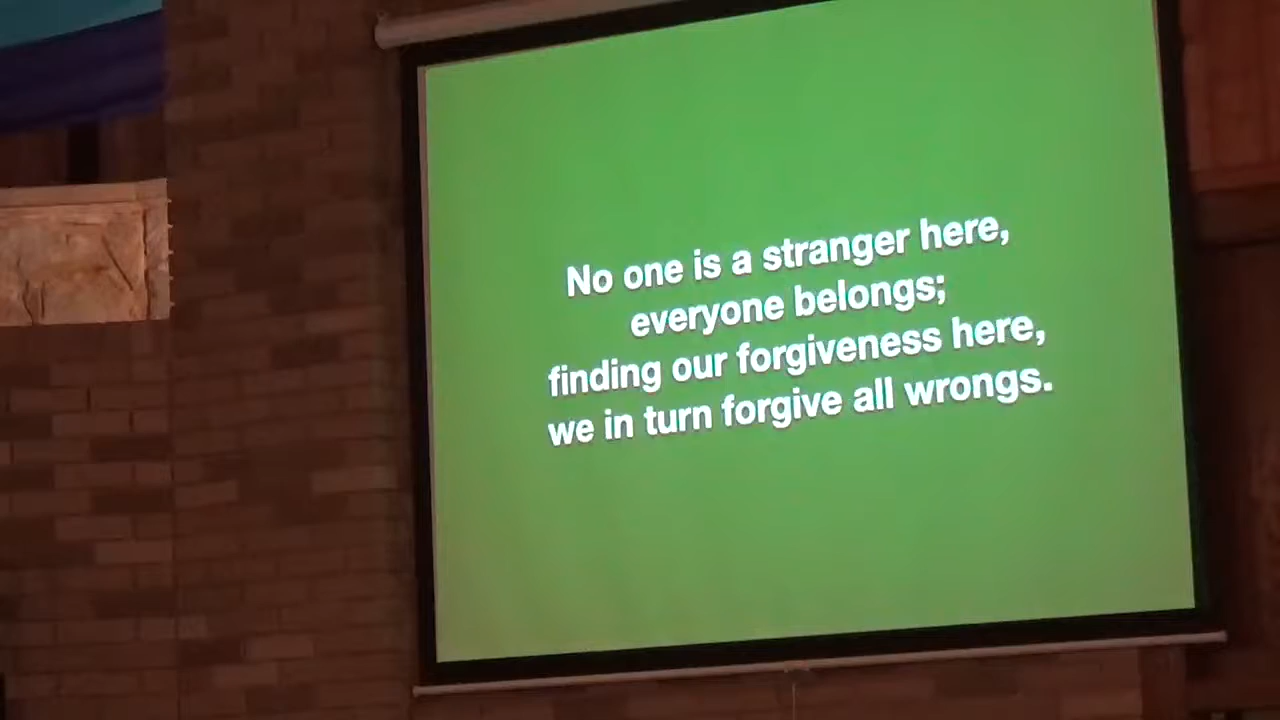 No one is a stranger here,
everyone belongs;
finding our forgiveness here,
we in turn forgive all wrongs.